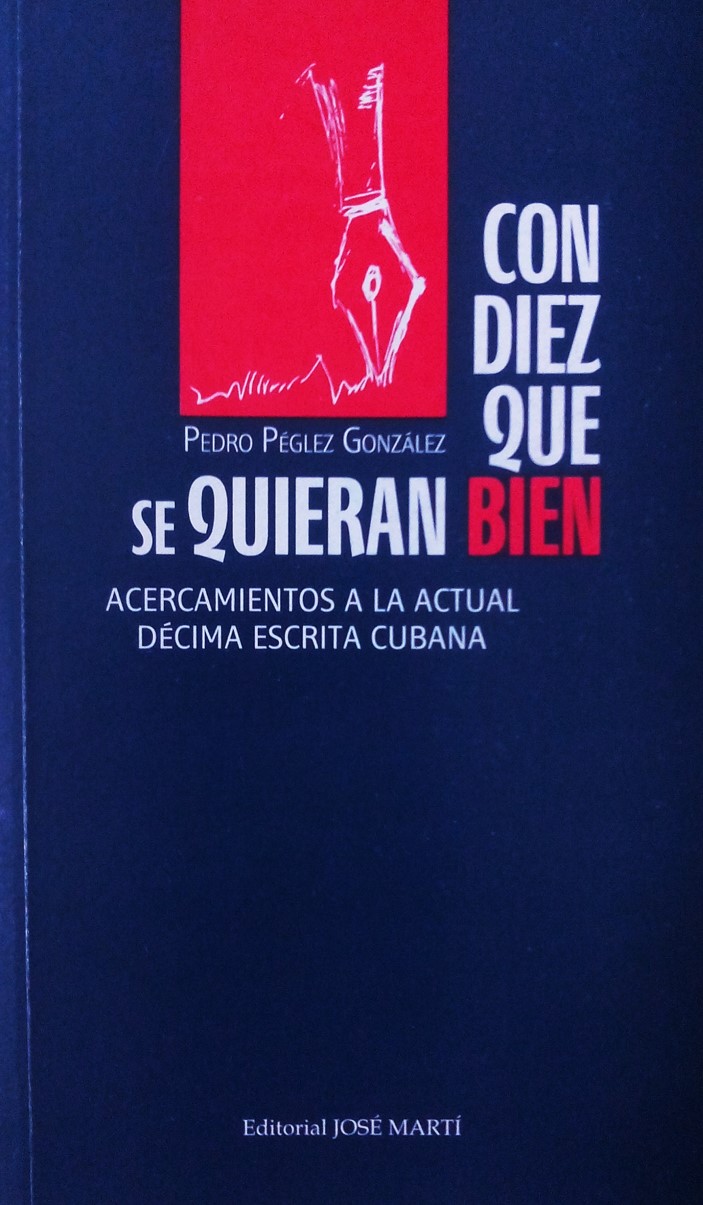 CON
DIEZ
QUE
PEDRO PÉGLEZ GONZÁLEZ
SE QUIERAN BIEN
ACERCAMIENTOS A LA ACTUAL
DÉCIMA ESCRITA CUBANA
Editorial JOSÉ MARTÍ